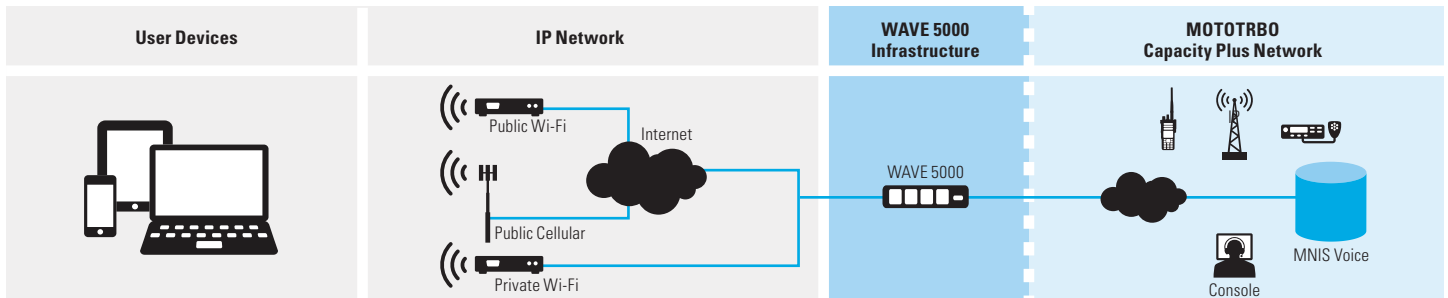 User Devices
IP Network
WAVE 5000
Infrastructure
MOTOTRBO
Capacity Plus Network
Public Wi-Fi
Internet
Public Cellular
Private Wi-Fi
WAVE 5000
IP
MNIS Voice
Console